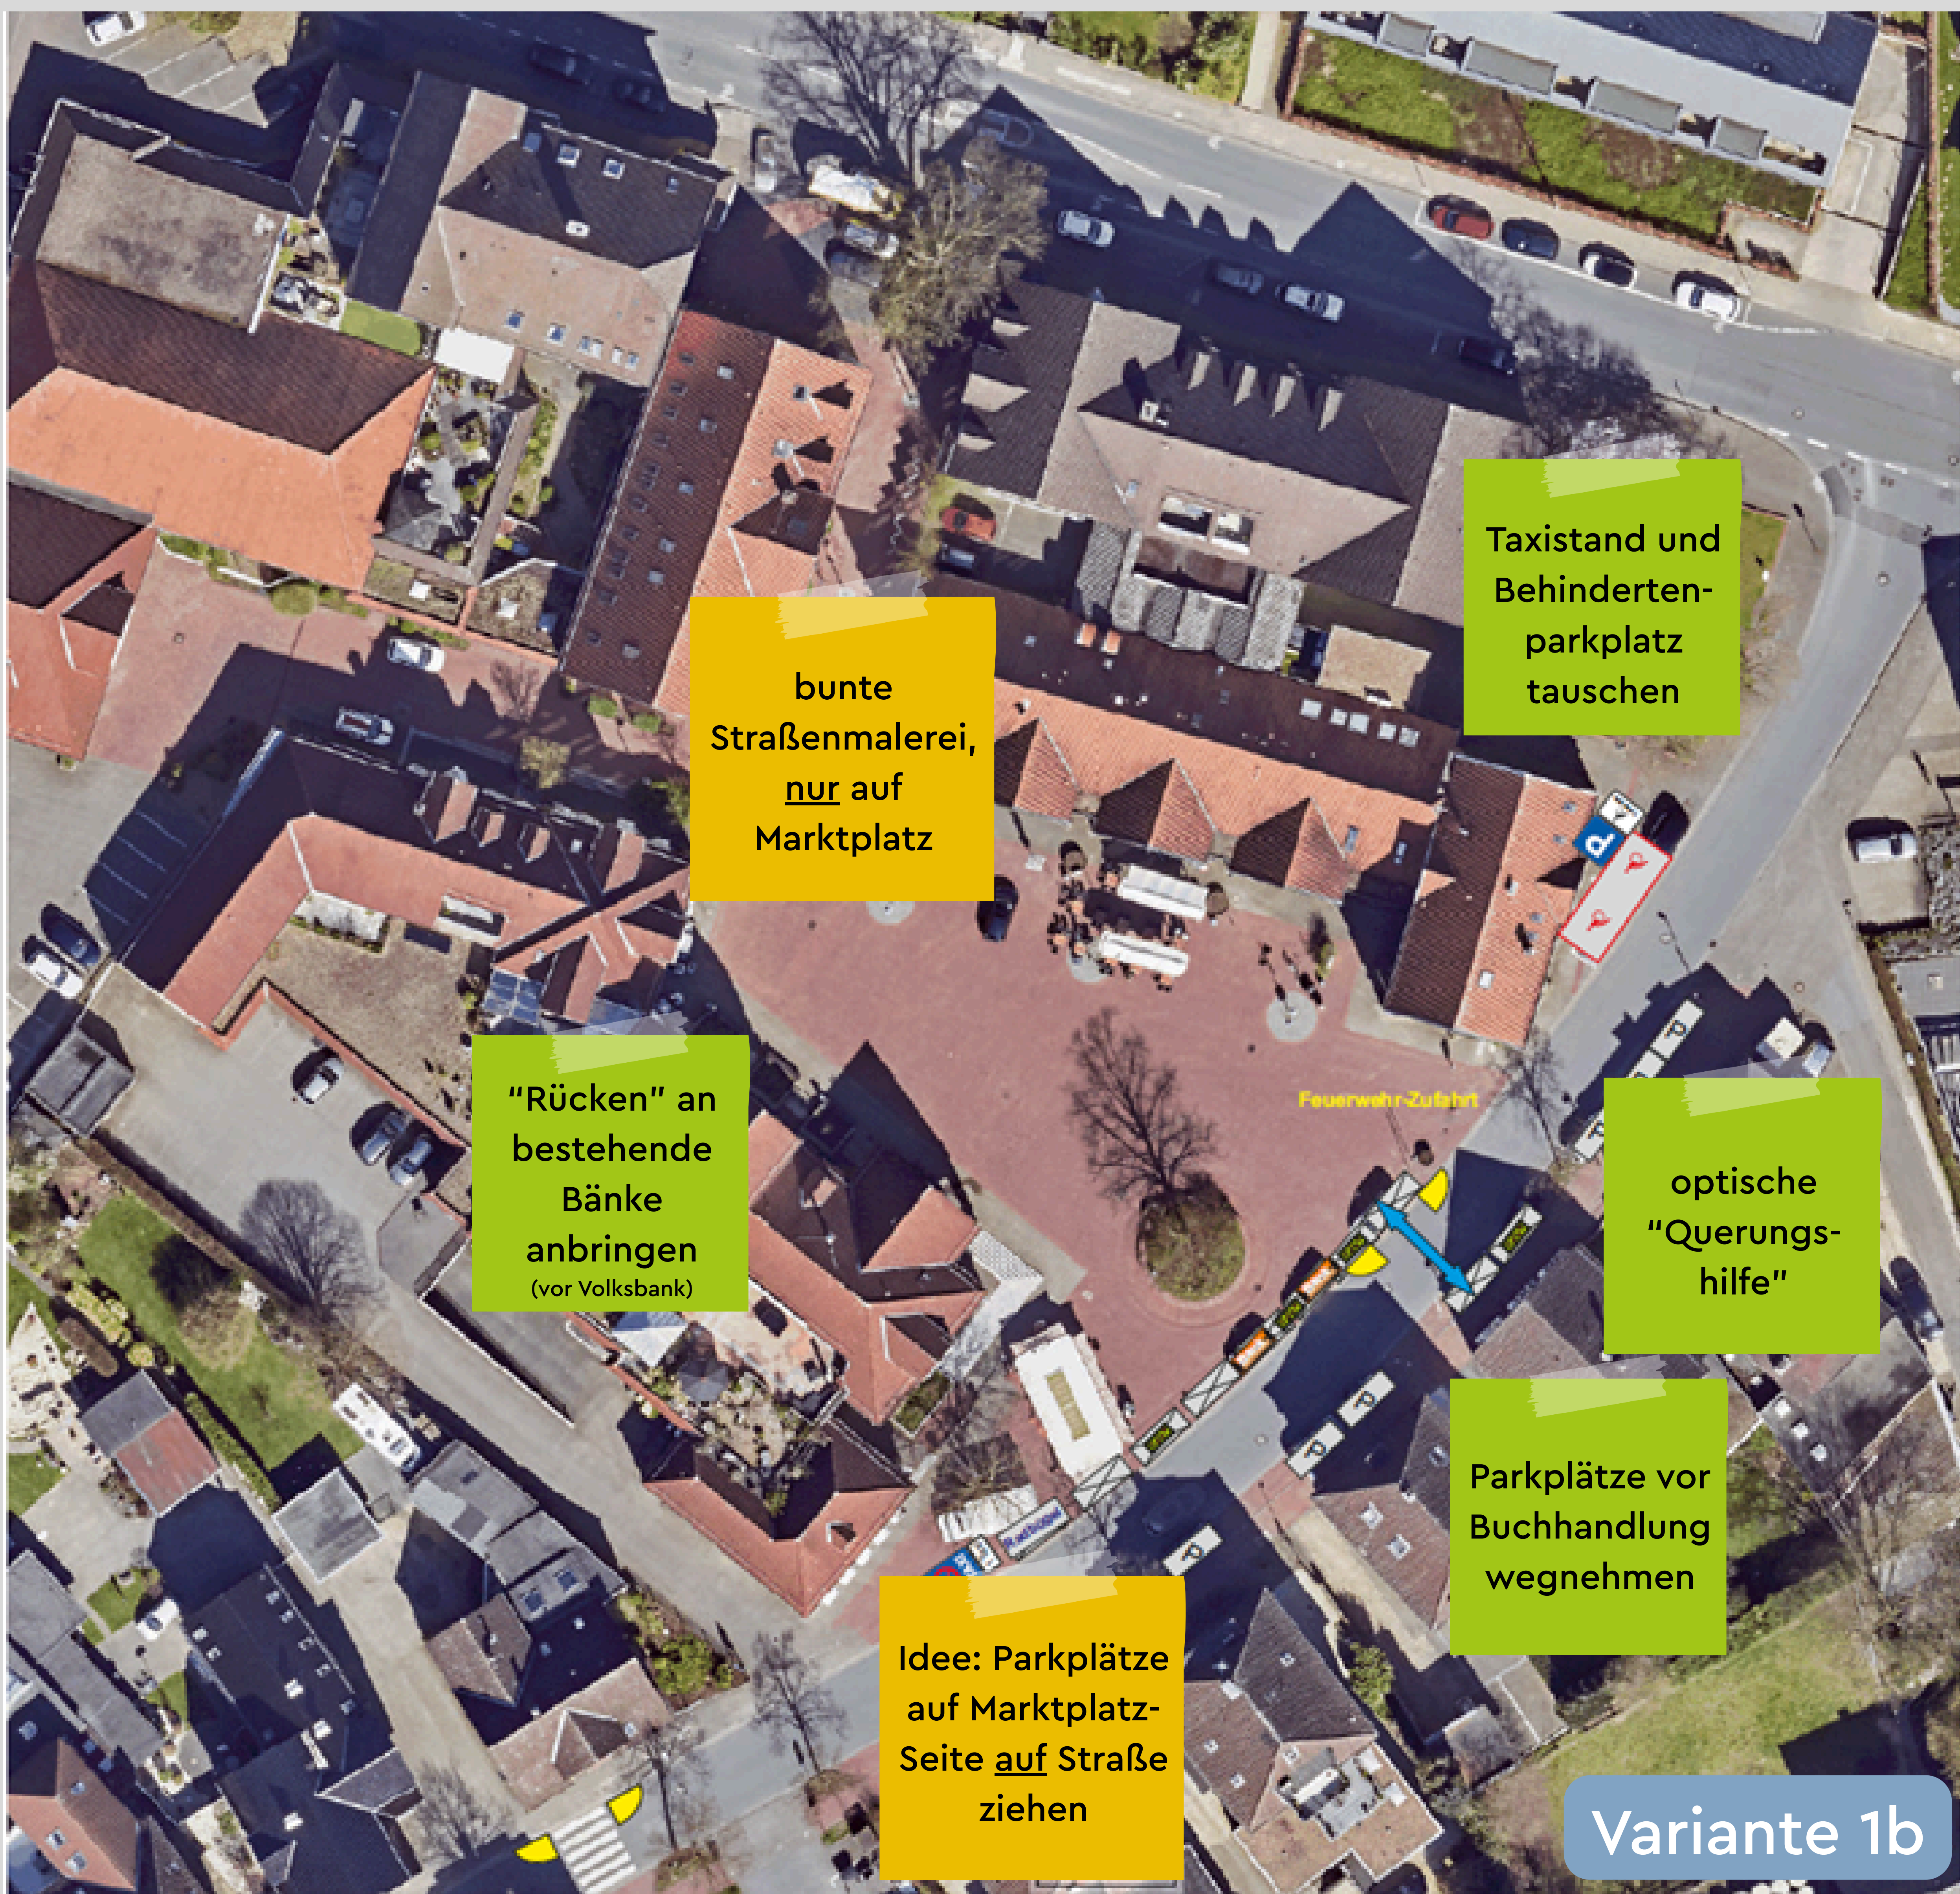 Taxistand und
Behinderten-
parkplatz
tauschen
bunte
Straßenmalerei,
nur auf
Marktplatz
P
“Rücken” an
bestehende
Bänke
anbringen
(vor Volksbank)
Feuerwehr-Zufahrt
P
optische
“Querungs-
hilfe”
P
P
Parkplätze vor
Buchhandlung
wegnehmen
P
Idee: Parkplätze
auf Marktplatz-
Seite auf Straße
ziehen
Variante 1b